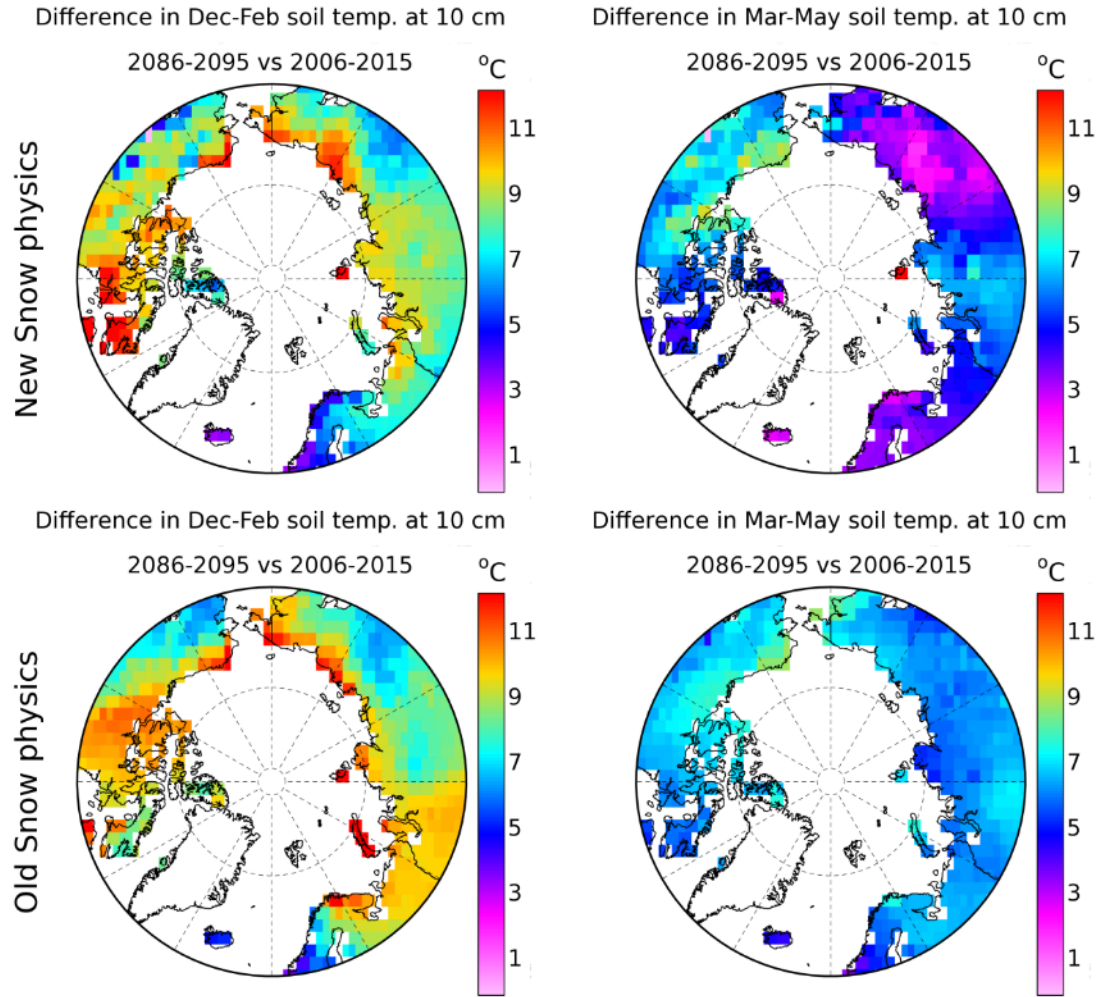 Difference in Dec-Feb soil temp. at 10 cm
2086-2095 vs 2006-2015
°C
11
9
7
5
3
1
Difference in Mar-May soil temp. at 10 cm
2086-2095 vs 2006-2015
°C
11
9
7
5
3
1
New Snow physics
Difference in Dec-Feb soil temp. at 10 cm
2086-2095 vs 2006-2015
°C
11
9
7
5
3
1
Difference in Mar-May soil temp. at 10 cm
2086-2095 vs 2006-2015
°C
11
9
7
5
3
1
Old Snow physics